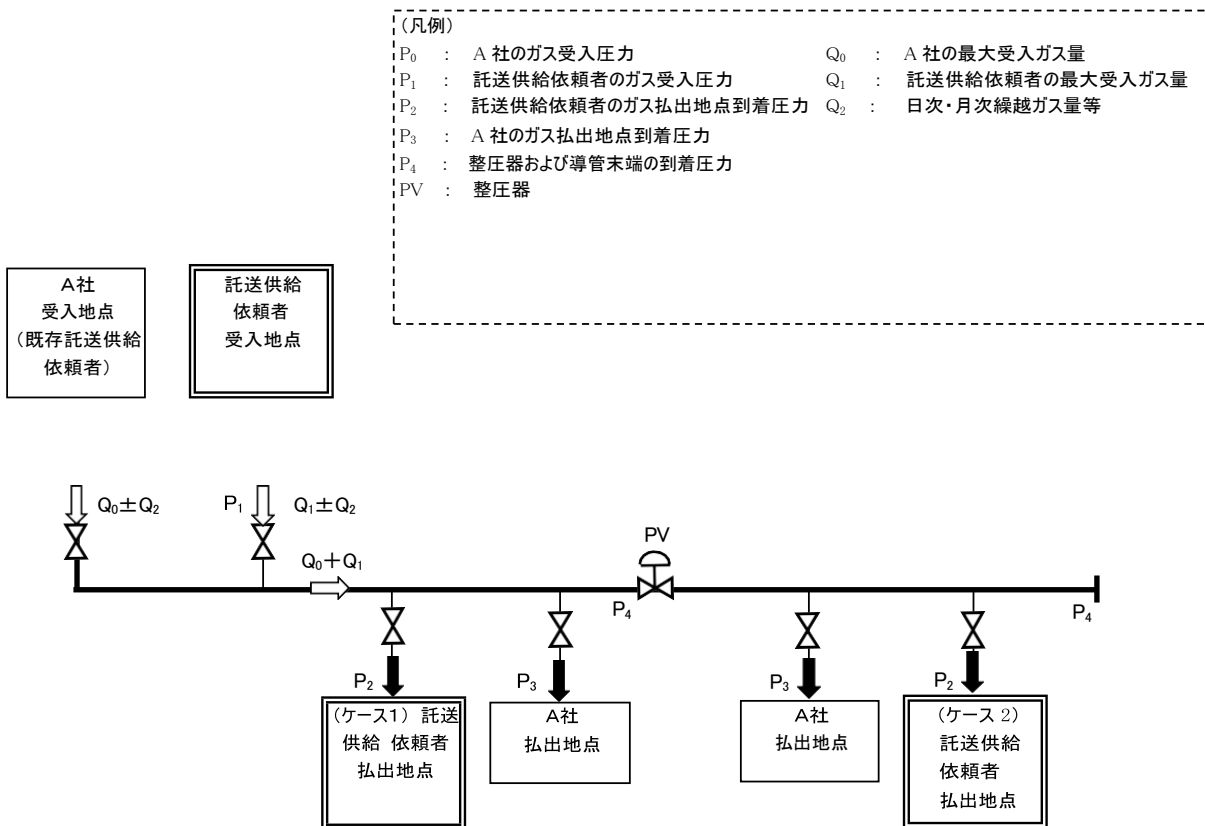 (凡例)
P₀ : A 社のガス受入圧力 Q₀ : A 社の最大受入ガス量
P₁ : 託送供給依頼者のガス受入圧力 Q₁ : 託送供給依頼者の最大受入ガス量
P₂ : 託送供給依頼者のガス払出地点到着圧力 Q₂ : 日次・月次繰越ガス量等
P₃ : A 社のガス払出地点到着圧力
P₄ : 整圧器および導管末端の到着圧力
PV : 整圧器
A社
受入地点
(既存託送供給
依頼者)
託送供給
依頼者
受入地点
Q₀±Q₂
P₁
Q₁±Q₂
Q₀+Q₁
PV
P₄
P₄
P₂
P₃
P₃
P₂
(ケース1) 託送
供給 依頼者
払出地点
A社
払出地点
A社
払出地点
(ケース 2)
託送供給
依頼者
払出地点